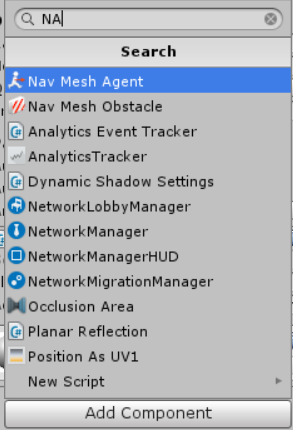 NA
Search
Nav Mesh Agent
Nav Mesh Obstacle
Analytics Event Tracker
AnalyticsTracker
Dynamic Shadow Settings
NetworkLobbyManager
NetworkManager
NetworkManagerHUD
NetworkMigrationManager
Occlusion Area
Planar Reflection
Position As UV1
New Script
Add Component